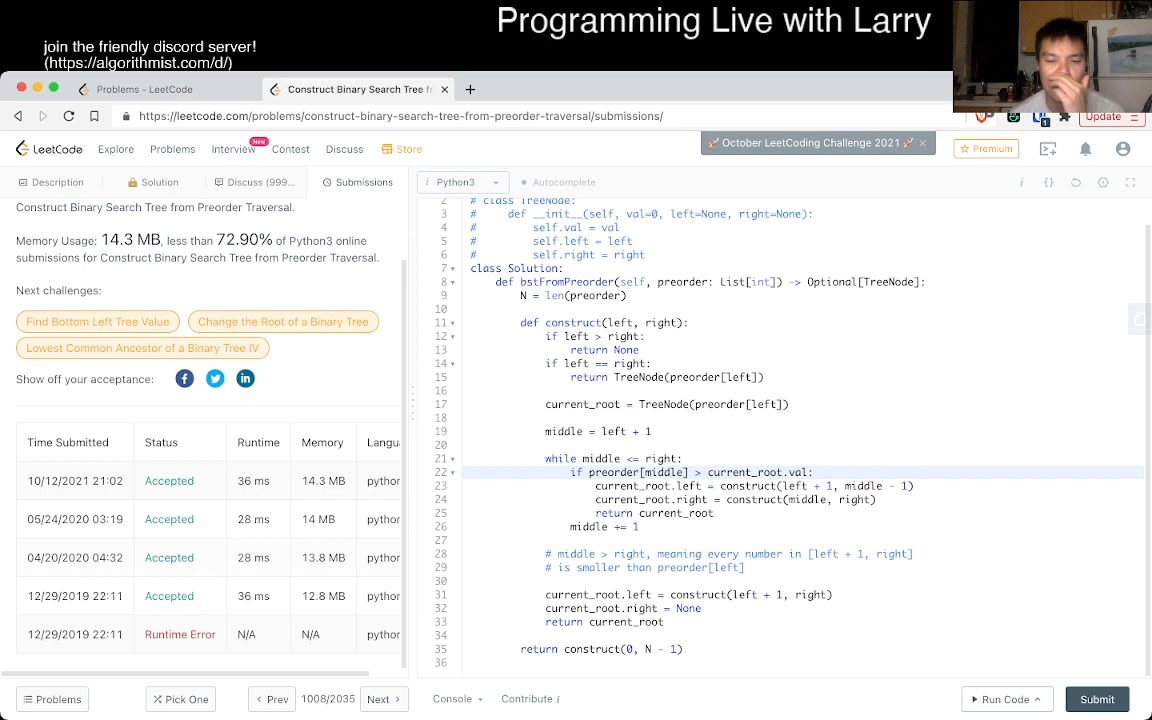 Programming Live with Larry
join the friendly discord server!
(https://algorithmist.com/d/)
Problems - LeetCode
Construct Binary Search Tree f
https://leetcode.com/problems/construct-binary-search-tree-from-preorder-traversal/submissions/
Update
LeetCode
Explore
Problems
Interview
New
Contest
Discuss
Store
🚀 October LeetCoding Challenge 2021 🚀
Premium
Description
Solution
Discuss (999...
Submissions
i Python3
Autocomplete
Construct Binary Search Tree from Preorder Traversal.
Memory Usage: 14.3 MB, less than 72.90% of Python3 online
submissions for Construct Binary Search Tree from Preorder Traversal.
Next challenges:
Find Bottom Left Tree Value
Change the Root of a Binary Tree
Lowest Common Ancestor of a Binary Tree IV
Show off your acceptance:
Time Submitted Status Runtime Memory Langu
10/12/2021 21:02 Accepted 36 ms 14.3 MB python
05/24/2020 03:19 Accepted 28 ms 14 MB python
04/20/2020 04:32 Accepted 28 ms 13.8 MB python
12/29/2019 22:11 Accepted 36 ms 12.8 MB python
12/29/2019 22:11 Runtime Error N/A N/A python
2 # class TreeNode:
3 #     def __init__(self, val=0, left=None, right=None):
4 #         self.val = val
5 #         self.left = left
6 #         self.right = right
7 class Solution:
8     def bstFromPreorder(self, preorder: List[int]) -> Optional[TreeNode]:
9         N = len(preorder)
10
11         def construct(left, right):
12             if left > right:
13                 return None
14             if left == right:
15                 return TreeNode(preorder[left])
16
17             current_root = TreeNode(preorder[left])
18
19             middle = left + 1
20
21             while middle <= right:
22                 if preorder[middle] > current_root.val:
23                     current_root.left = construct(left + 1, middle - 1)
24                     current_root.right = construct(middle, right)
25                     return current_root
26                 middle += 1
27
28             # middle > right, meaning every number in [left + 1, right]
29             # is smaller than preorder[left]
30
31             current_root.left = construct(left + 1, right)
32             current_root.right = None
33             return current_root
34
35         return construct(0, N - 1)
36
Problems
Pick One
Prev
1008/2035
Next
Console
Contribute i
Run Code
Submit